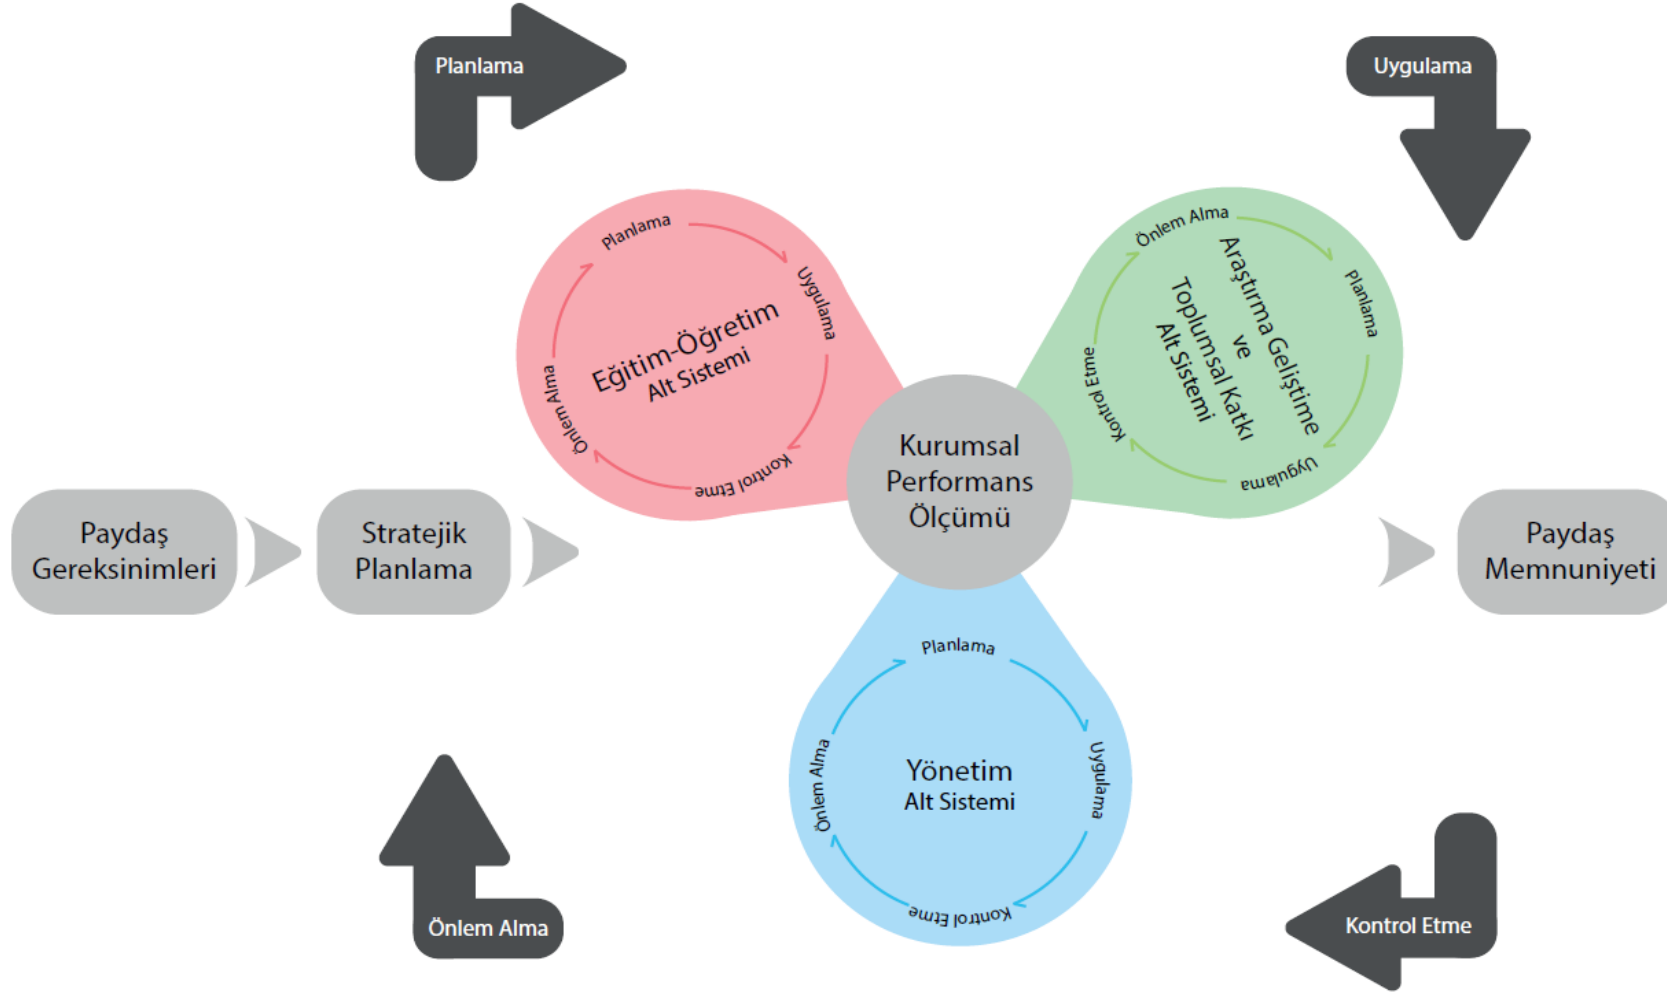 Planlama
Uygulama
Planlama
Uygulama
Kontrol Etme
Önlem Alma
Eğitim-Öğretim
Alt Sistemi
Önlem Alma
Planlama
Uygulama
Kontrol Etme
Araştırma Geliştime
ve
Toplumsal Katkı
Alt Sistemi
Kurumsal
Performans
Ölçümü
Paydaş
Gereksinimleri
Stratejik
Planlama
Paydaş
Memnuniyeti
Planlama
Uygulama
Kontrol Etme
Önlem Alma
Yönetim
Alt Sistemi
Önlem Alma
Kontrol Etme